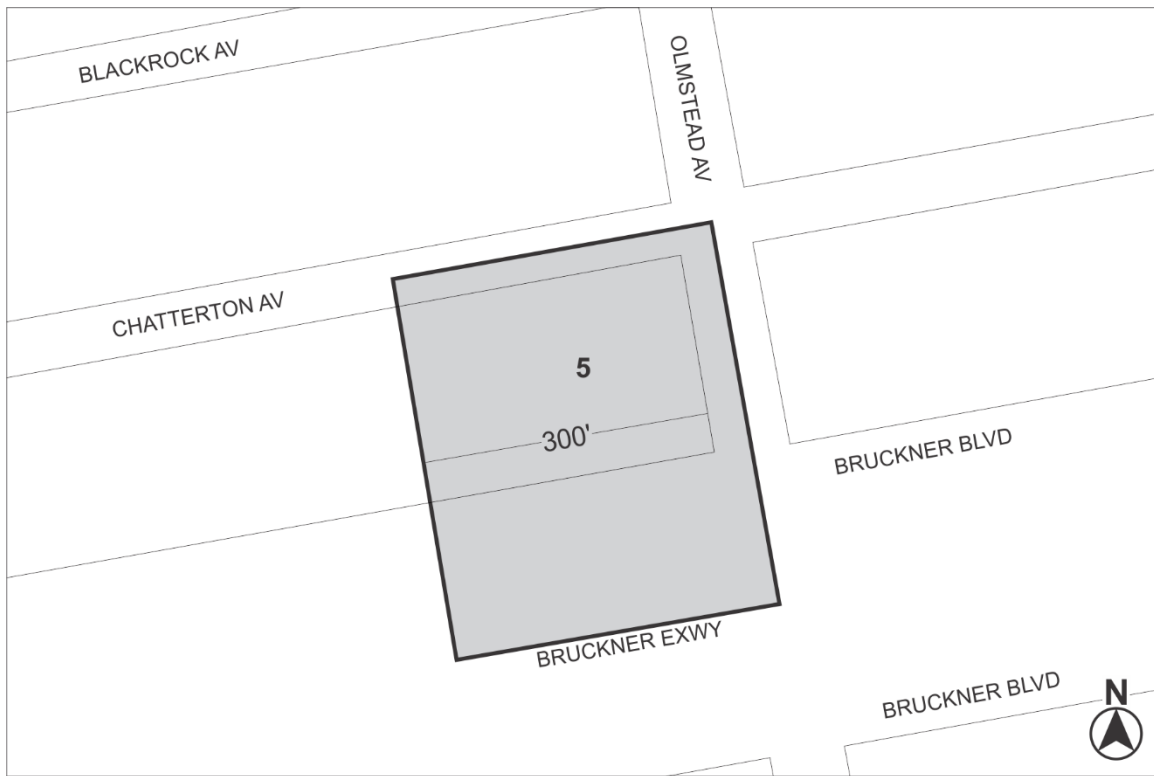 BLACKROCK AV
OLMSTEAD AV
CHATTERTON AV
5
300'
BRUCKNER BLVD
BRUCKNER EXWY
BRUCKNER BLVD
N